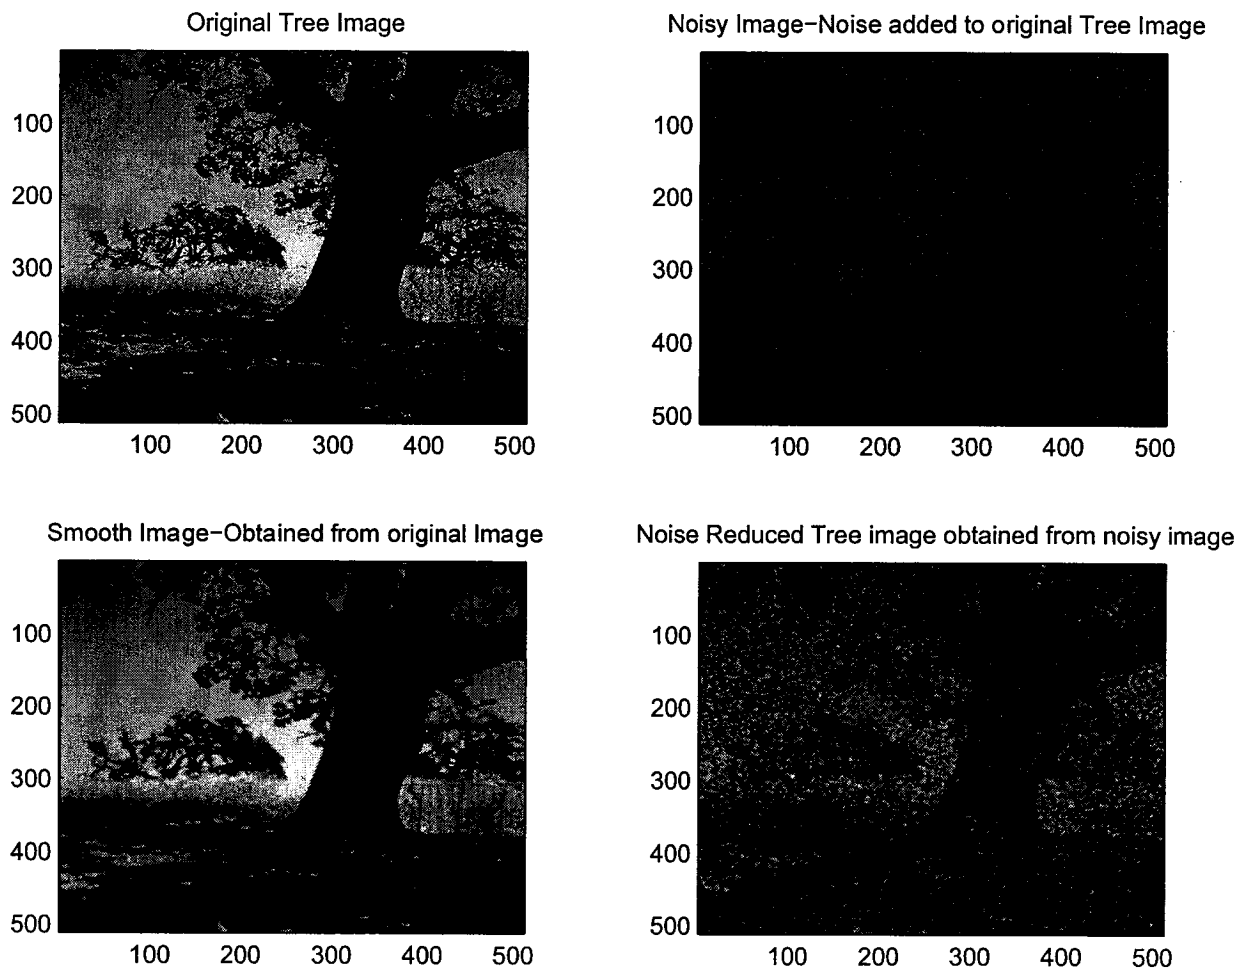 Original Tree Image
100
200
300
400
500
100 200 300 400 500
Noisy Image-Noise added to original Tree Image
100
200
300
400
500
100 200 300 400 500
Smooth Image-Obtained from original Image
100
200
300
400
500
100 200 300 400 500
Noise Reduced Tree image obtained from noisy image
100
200
300
400
500
100 200 300 400 500